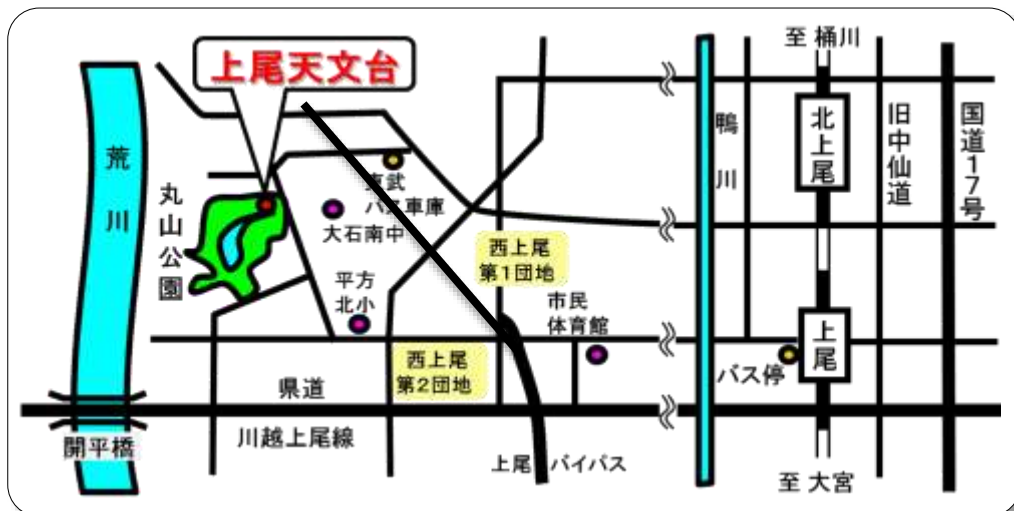 至 桶川
上尾天文台
荒川
丸山公園
東武
バス車庫
大石南中
平方
北小
西上尾
第1団地
西上尾
第2団地
市民
体育館
鴨川
北上尾
旧中仙道
国道17号
上尾
バス停
県道
川越上尾線
開平橋
上尾 バイパス
至 大宮